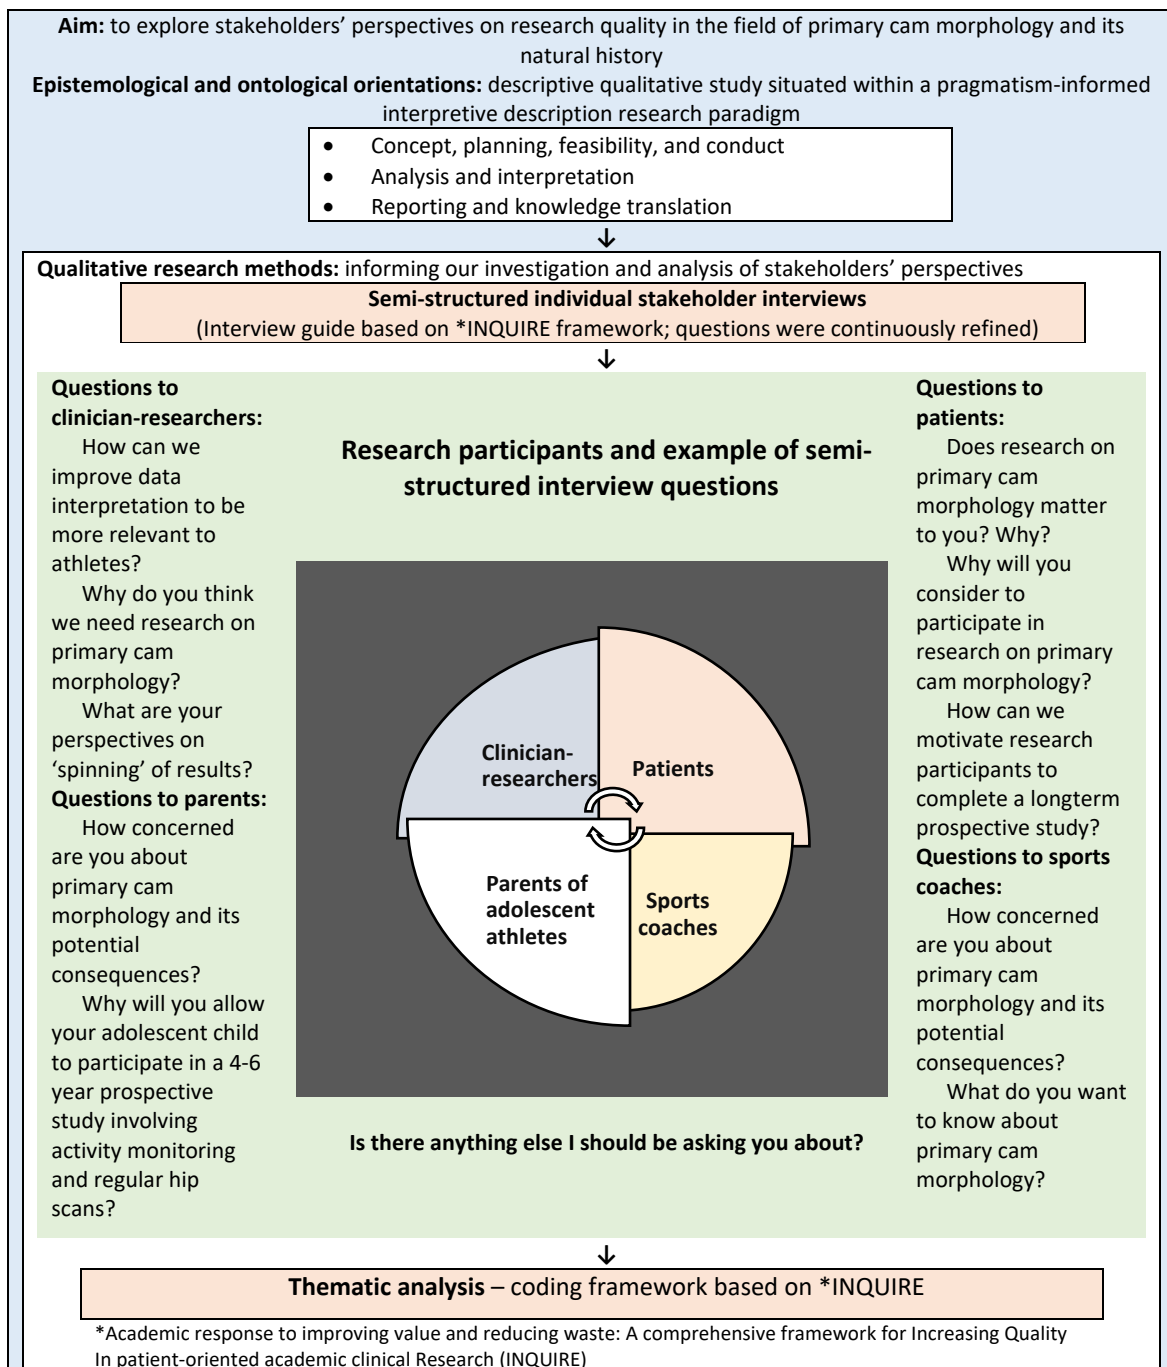 Aim: to explore stakeholders’ perspectives on research quality in the field of primary cam morphology and its
natural history
Epistemological and ontological orientations: descriptive qualitative study situated within a pragmatism-informed
interpretive description research paradigm
• Concept, planning, feasibility, and conduct
• Analysis and interpretation
• Reporting and knowledge translation
↓
Qualitative research methods: informing our investigation and analysis of stakeholders’ perspectives
Semi-structured individual stakeholder interviews
(Interview guide based on *INQUIRE framework; questions were continuously refined)
↓
Questions to
clinician-researchers:
How can we
improve data
interpretation to be
more relevant to
athletes?
Why do you think
we need research on
primary cam
morphology?
What are your
perspectives on
‘spinning’ of results?
Questions to parents:
How concerned
are you about
primary cam
morphology and its
potential
consequences?
Why will you allow
your adolescent child
to participate in a 4-6
year prospective
study involving
activity monitoring
and regular hip
scans?
Research participants and example of semi-
structured interview questions
Clinician-
researchers
Patients
Parents of
adolescent
athletes
Sports
coaches
Is there anything else I should be asking you about?
Questions to
patients:
Does research on
primary cam
morphology matter
to you? Why?
Why will you
consider to
participate in
research on primary
cam morphology?
How can we
motivate research
participants to
complete a longterm
prospective study?
Questions to sports
coaches:
How concerned
are you about
primary cam
morphology and its
potential
consequences?
What do you want
to know about
primary cam
morphology?
↓
Thematic analysis – coding framework based on *INQUIRE
*Academic response to improving value and reducing waste: A comprehensive framework for Increasing Quality
In patient-oriented academic clinical Research (INQUIRE)